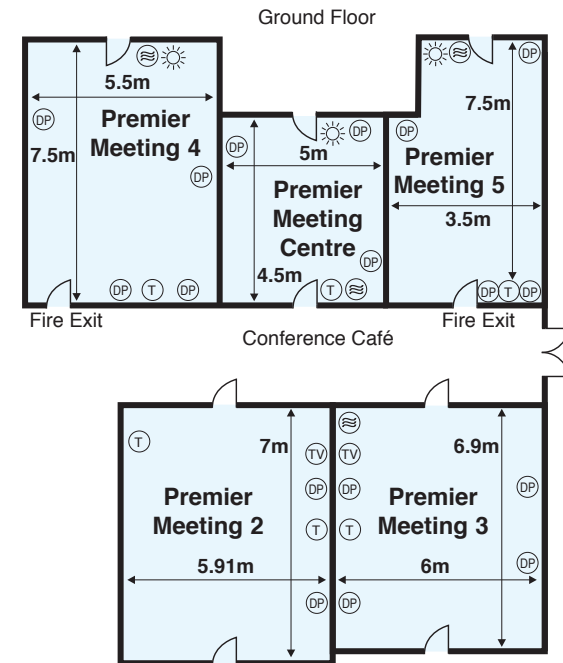 Ground Floor
5.5m
DP
Premier
Meeting 4
7.5m
DP
DP
T
DP
Fire Exit
DP
DP
5m
Premier
Meeting
Centre
DP
4.5m
T
DP
7.5m
DP
Premier
Meeting 5
3.5m
DP
T
DP
Fire Exit
Conference Café
T
7m
TV
DP
Premier
Meeting 2
T
5.91m
DP
TV
6.9m
DP
DP
Premier
Meeting 3
T
DP
6m
DP